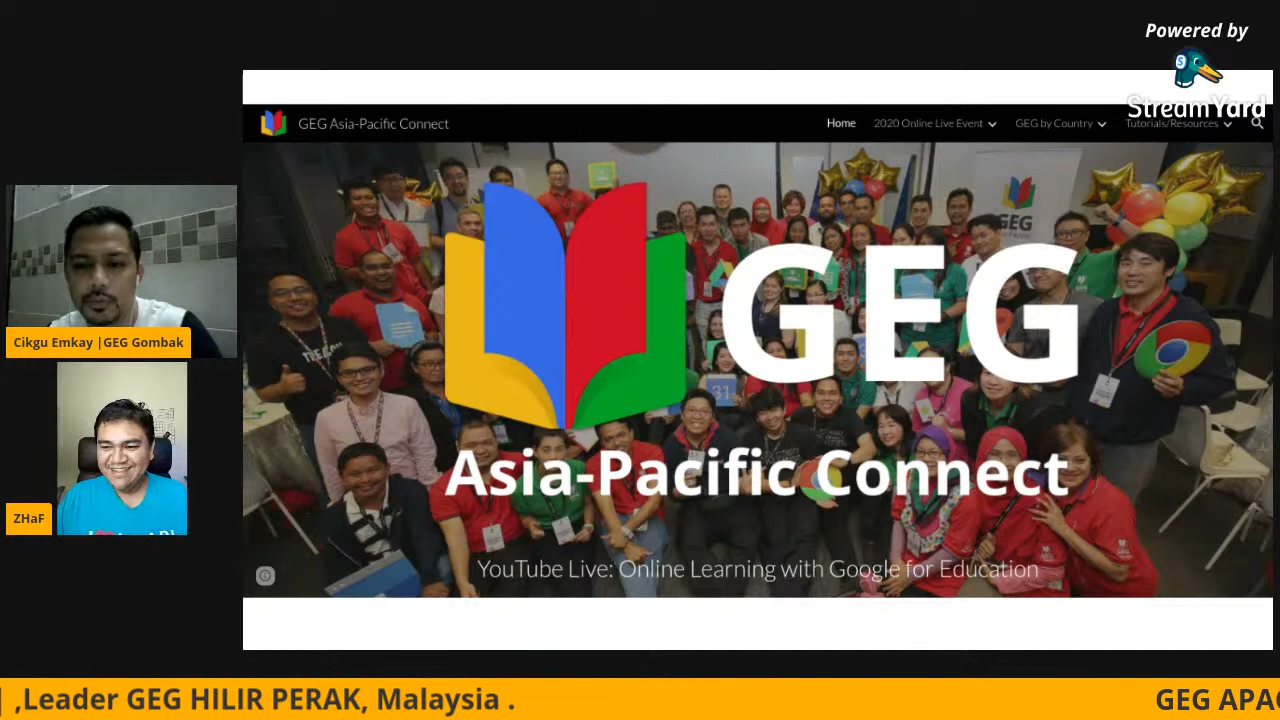 Powered by
StreamYard
GEG Asia-Pacific Connect
Home
2020 Online Live Event
GEG by Country
Tutorials/Resources
GEG
31
GEG
Asia-Pacific Connect
YouTube Live: Online Learning with Google for Education
Cikgu Emkay |GEG Gombak
ZHaF
,Leader GEG HILIR PERAK, Malaysia .
GEG APAC